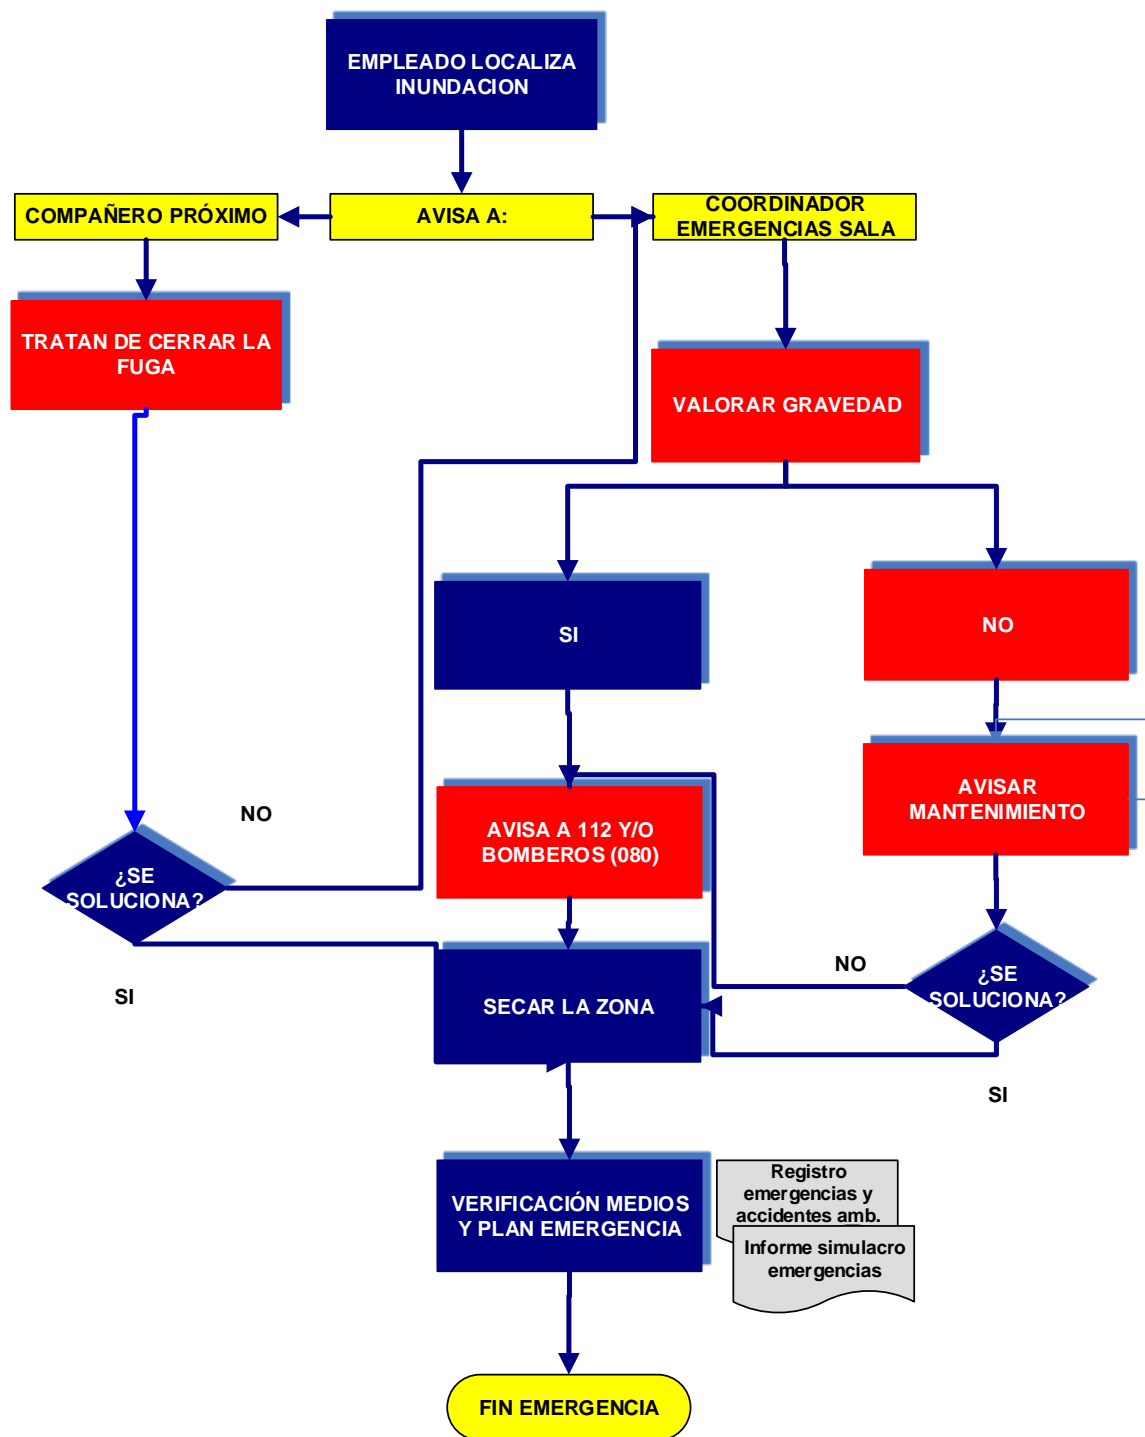 EMPLEADO LOCALIZA
INUNDACION
COMPAÑERO PRÓXIMO
AVISA A:
COORDINADOR
EMERGENCIAS SALA
TRATAN DE CERRAR LA
FUGA
VALORAR GRAVEDAD
SI
NO
AVISAR
MANTENIMIENTO
NO
AVISA A 112 Y/O
BOMBEROS (080)
¿SE
SOLUCIONA?
SI
SECAR LA ZONA
NO
¿SE
SOLUCIONA?
SI
VERIFICACIÓN MEDIOS
Y PLAN EMERGENCIA
Registro
emergencias y
accidentes amb.
Informe simulacro
emergencias
FIN EMERGENCIA